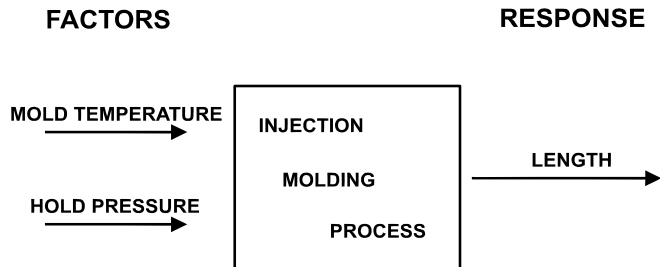 FACTORS
RESPONSE
MOLD TEMPERATURE
HOLD PRESSURE
INJECTION
MOLDING
PROCESS
LENGTH